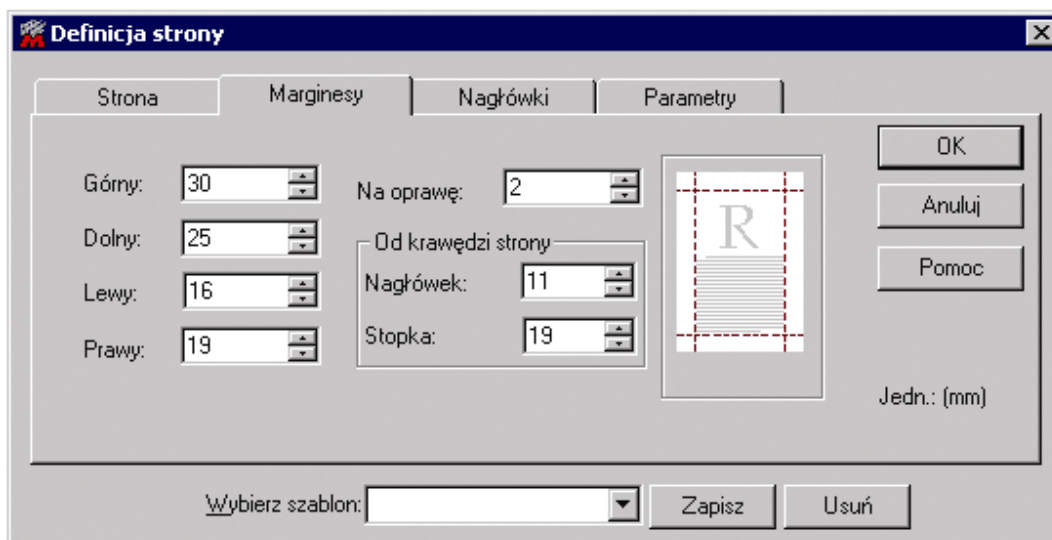 Definicja strony
Strona Marginesy Nagłówki Parametry
Górny: 30
Dolny: 25
Lewy: 16
Prawy: 19
Na oprawę: 2
Od krawędzi strony
Nagłówek: 11
Stopka: 19
R
OK
Anuluj
Pomoc
Jedn.: (mm)
Wybierz szablon: Zapisz Usuń